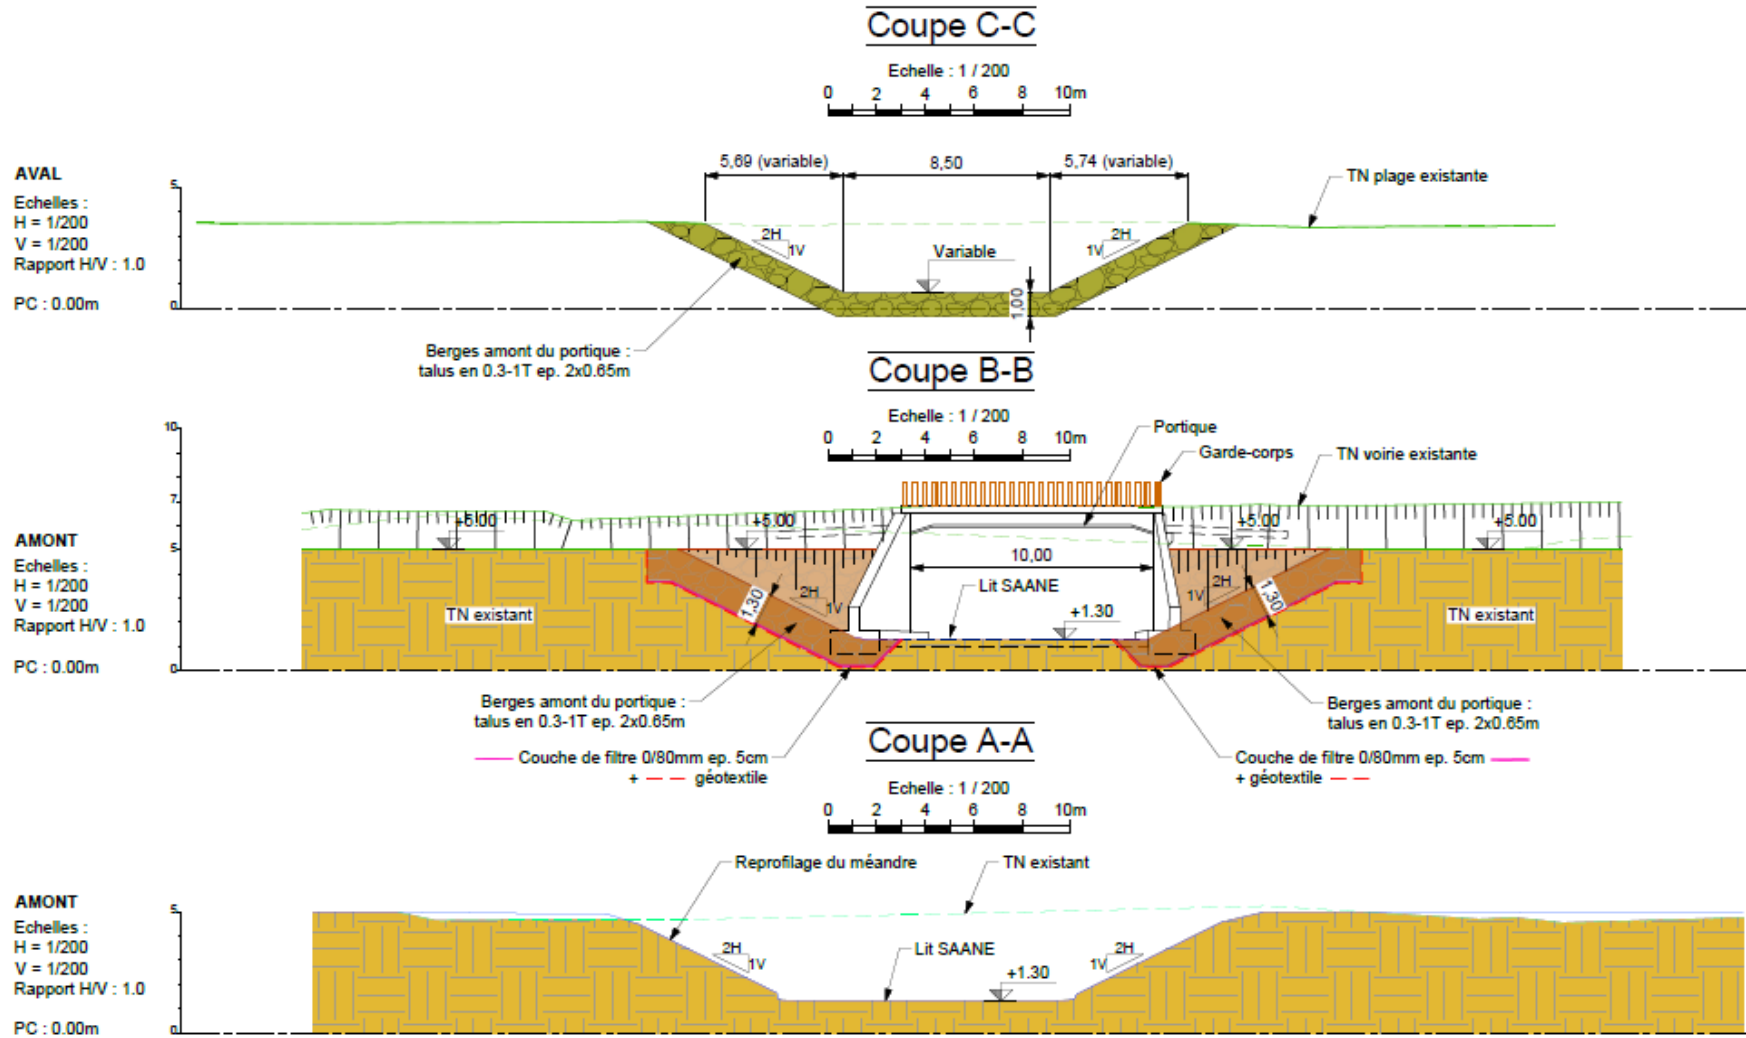 Coupe C-C
Echelle : 1 / 200
0 2 4 6 8 10m
AVAL
Echelles :
H = 1/200
V = 1/200
Rapport H/V : 1.0
PC : 0.00m
5
0
5,69 (variable)
8,50
5,74 (variable)
TN plage existante
2H
1V
Variable
2H
1V
1,00
Berges amont du portique :
talus en 0.3-1T ep. 2x0.65m
Coupe B-B
Echelle : 1 / 200
0 2 4 6 8 10m
AMONT
Echelles :
H = 1/200
V = 1/200
Rapport H/V : 1.0
PC : 0.00m
10
7
5
0
Portique
Garde-corps
TN voirie existante
+5.00
+5.00
+5.00
+5.00
10,00
Lit SAANE
+1.30
TN existant
1,30
2H
1V
2H
1V
1,30
TN existant
Berges amont du portique :
talus en 0.3-1T ep. 2x0.65m
Berges amont du portique :
talus en 0.3-1T ep. 2x0.65m
Couche de filtre 0/80mm ep. 5cm
+ géotextile
Couche de filtre 0/80mm ep. 5cm
+ géotextile
Coupe A-A
Echelle : 1 / 200
0 2 4 6 8 10m
AMONT
Echelles :
H = 1/200
V = 1/200
Rapport H/V : 1.0
PC : 0.00m
5
0
Reprofilage du méandre
TN existant
2H
1V
Lit SAANE
+1.30
2H
1V